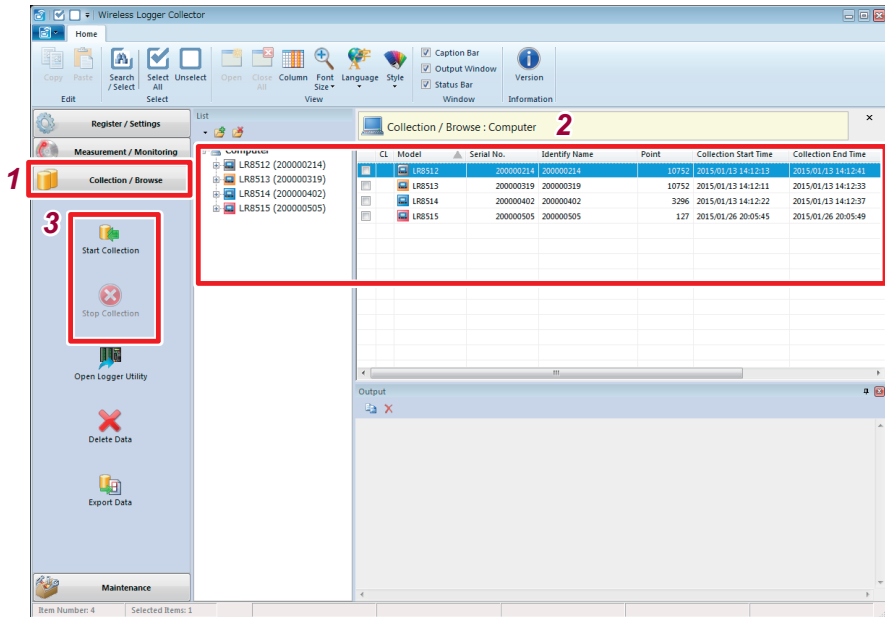 Wireless Logger Collector
Home
Copy
Paste
Search / Select
Select All
Unselect
Open
Close All
Column
Font Size
Language
Style
Caption Bar
Output Window
Status Bar
Version
Edit
Select
View
Window
Information
Register / Settings
Measurement / Monitoring
1
Collection / Browse
3
Start Collection
Stop Collection
Open Logger Utility
Delete Data
Export Data
Maintenance
List
Computer
LR8512 (200000214)
LR8513 (200000319)
LR8514 (200000402)
LR8515 (200000505)
Collection / Browse : Computer
2
CL Model Serial No. Identify Name Point Collection Start Time Collection End Time
LR8512 200000214 200000214 10752 2015/01/13 14:12:13 2015/01/13 14:12:41
LR8513 200000319 200000319 10752 2015/01/13 14:12:11 2015/01/13 14:12:33
LR8514 200000402 200000402 3296 2015/01/13 14:12:22 2015/01/13 14:12:37
LR8515 200000505 200000505 127 2015/01/26 20:05:45 2015/01/26 20:05:49
Output
Item Number: 4
Selected Items: 1